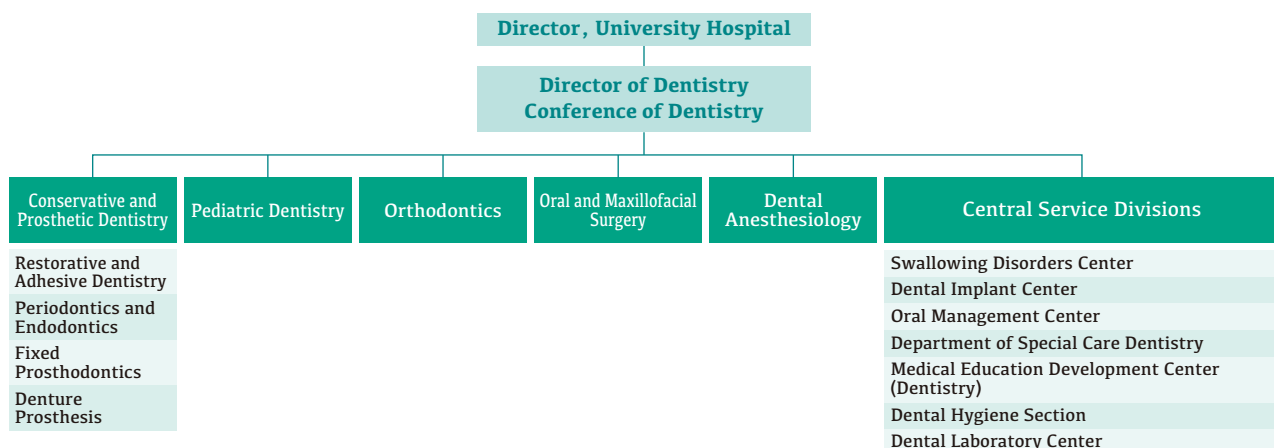 Director, University Hospital
Director of Dentistry
Conference of Dentistry
Conservative and
Prosthetic Dentistry
Pediatric Dentistry
Orthodontics
Oral and Maxillofacial
Surgery
Dental
Anesthesiology
Central Service Divisions
Restorative and
Adhesive Dentistry
Periodontics and
Endodontics
Fixed
Prosthodontics
Denture
Prosthesis
Swallowing Disorders Center
Dental Implant Center
Oral Management Center
Department of Special Care Dentistry
Medical Education Development Center
(Dentistry)
Dental Hygiene Section
Dental Laboratory Center